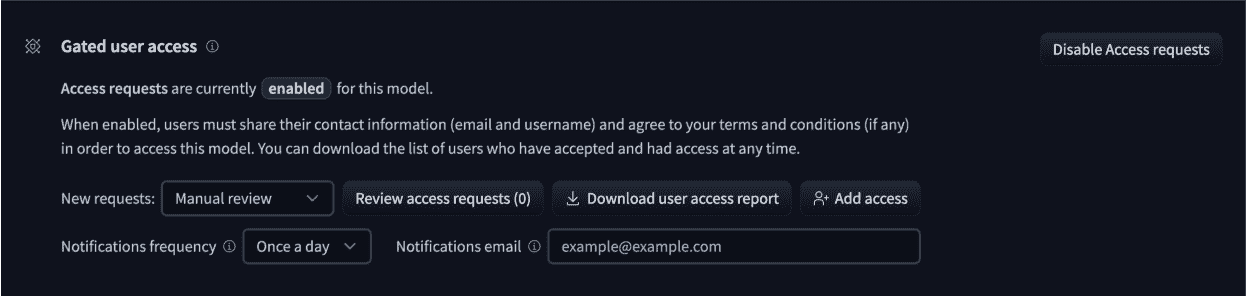 Gated user access
Disable Access requests
Access requests are currently enabled for this model.
When enabled, users must share their contact information (email and username) and agree to your terms and conditions (if any)
in order to access this model. You can download the list of users who have accepted and had access at any time.
New requests: Manual review Review access requests (0) Download user access report Add access
Notifications frequency Once a day Notifications email example@example.com